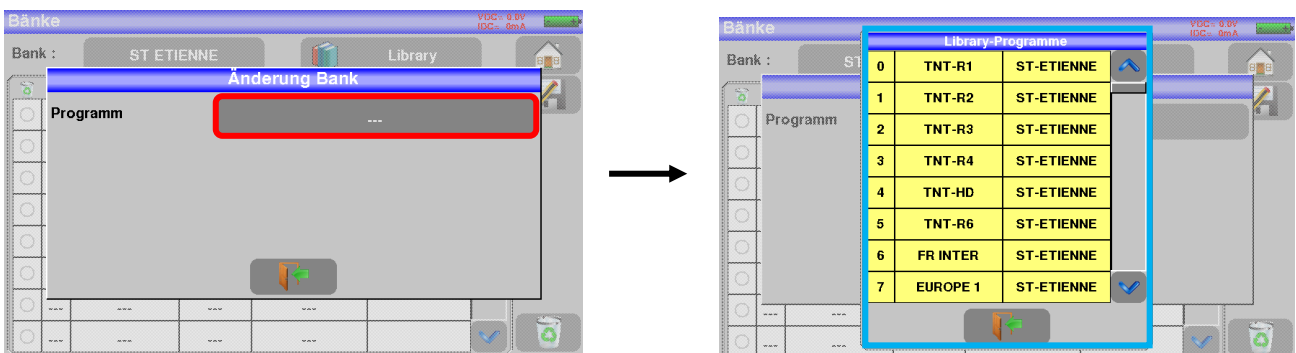 Bänke
VDC= 0.0V
IDC= 0mA
Bank :
ST ETIENNE
Library
Änderung Bank
Programm
---
--- --- --- ---
--- --- --- ---
Bänke
VDC= 0.0V
IDC= 0mA
Bank :
ST
Library-Programme
0 TNT-R1 ST-ETIENNE
1 TNT-R2 ST-ETIENNE
2 TNT-R3 ST-ETIENNE
3 TNT-R4 ST-ETIENNE
4 TNT-HD ST-ETIENNE
5 TNT-R6 ST-ETIENNE
6 FR INTER ST-ETIENNE
7 EUROPE 1 ST-ETIENNE
Programm
--- ---
--- ---